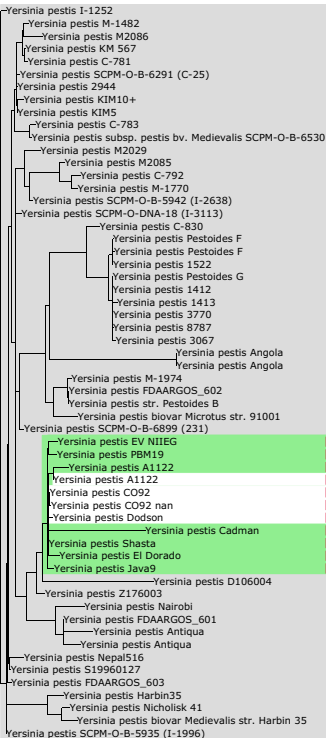 Yersinia pestis I-1252
Yersinia pestis M-1482
Yersinia pestis M2086
Yersinia pestis KM 567
Yersinia pestis C-781
Yersinia pestis SCPM-O-B-6291 (C-25)
Yersinia pestis 2944
Yersinia pestis KIM10+
Yersinia pestis KIM5
Yersinia pestis C-783
Yersinia pestis subsp. pestis bv. Medievalis SCPM-O-B-6530
Yersinia pestis M2029
Yersinia pestis M2085
Yersinia pestis C-792
Yersinia pestis M-1770
Yersinia pestis SCPM-O-B-5942 (I-2638)
Yersinia pestis SCPM-O-DNA-18 (I-3113)
Yersinia pestis C-830
Yersinia pestis Pestoides F
Yersinia pestis Pestoides F
Yersinia pestis 1522
Yersinia pestis Pestoides G
Yersinia pestis 1412
Yersinia pestis 1413
Yersinia pestis 3770
Yersinia pestis 8787
Yersinia pestis 3067
Yersinia pestis Angola
Yersinia pestis Angola
Yersinia pestis M-1974
Yersinia pestis FDAARGOS_602
Yersinia pestis str. Pestoides B
Yersinia pestis biovar Microtus str. 91001
Yersinia pestis SCPM-O-B-6899 (231)
Yersinia pestis EV NIIEG
Yersinia pestis PBM19
Yersinia pestis A1122
Yersinia pestis A1122
Yersinia pestis CO92
Yersinia pestis CO92 nan
Yersinia pestis Dodson
Yersinia pestis Cadman
Yersinia pestis Shasta
Yersinia pestis El Dorado
Yersinia pestis Java9
Yersinia pestis D106004
Yersinia pestis Z176003
Yersinia pestis Nairobi
Yersinia pestis FDAARGOS_601
Yersinia pestis Antiqua
Yersinia pestis Antiqua
Yersinia pestis Nepal516
Yersinia pestis S19960127
Yersinia pestis FDAARGOS_603
Yersinia pestis Harbin35
Yersinia pestis Nicholisk 41
Yersinia pestis biovar Medievalis str. Harbin 35
Yersinia pestis SCPM-O-B-5935 (I-1996)